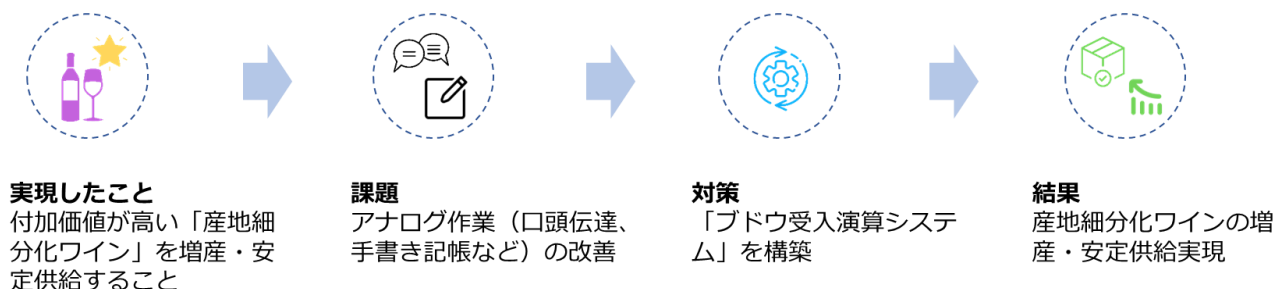 実現したこと
付加価値が高い「産地細
分化ワイン」を増産・安
定供給すること
課題
アナログ作業（口頭伝達、
手書き記帳など）の改善
対策
「ブドウ受入演算システ
ム」を構築
結果
産地細分化ワインの増
産・安定供給実現